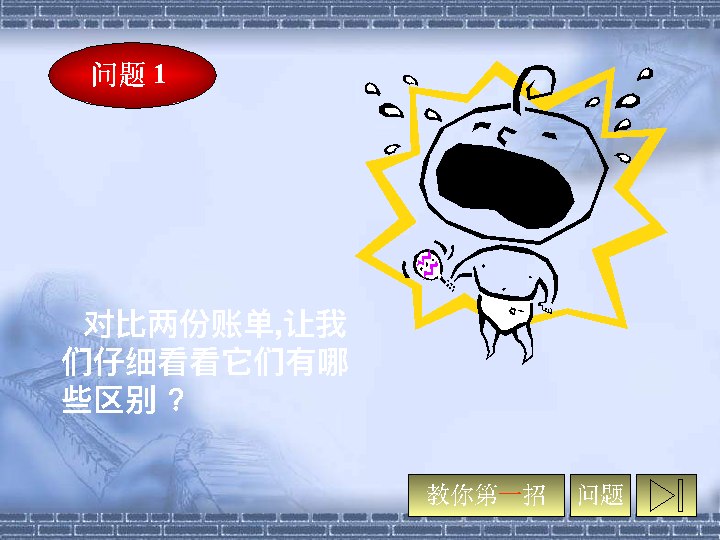 问题 1
对比两份账单,让我
们仔细看看它们有哪
些区别 ？
教你第一招
问题